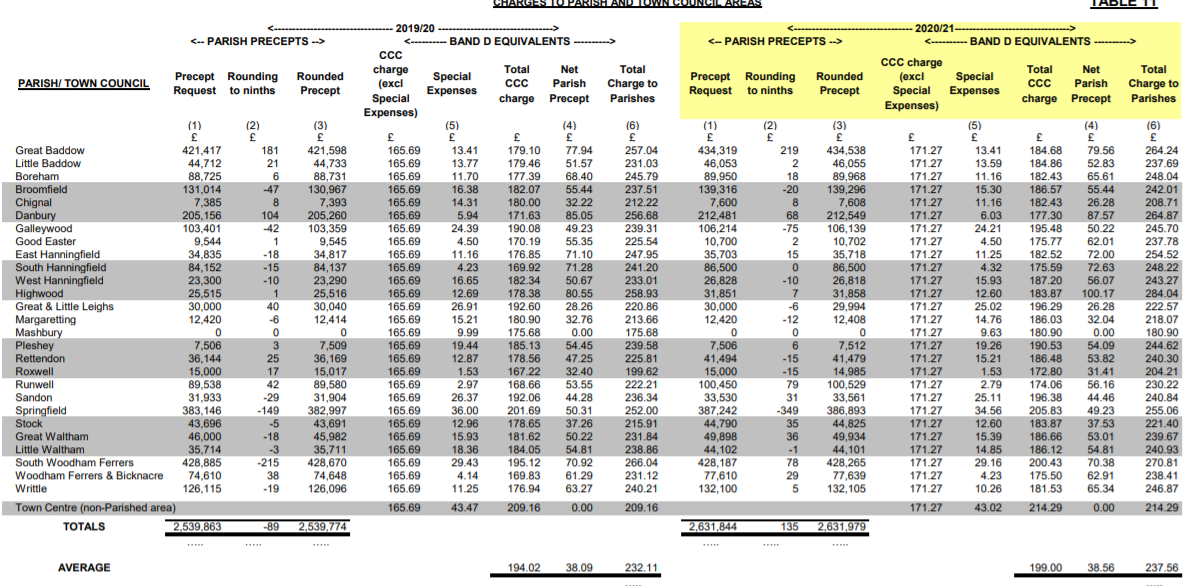 CHARGES TO PARISH AND TOWN COUNCIL AREAS TABLE 11
<------------------------------- 2019/20 -------------------------------> <------------------------------- 2020/21------------------------------->
<-- PARISH PRECEPTS --> <---------- BAND D EQUIVALENTS ----------> <-- PARISH PRECEPTS --> <---------- BAND D EQUIVALENTS ---------->
PARISH/ TOWN COUNCIL Precept Request Rounding to ninths Rounded Precept CCC charge (excl Special Expenses) Special Expenses Total CCC charge Net Parish Precept Total Charge to Parishes Precept Request Rounding to ninths Rounded Precept CCC charge (excl Special Expenses) Special Expenses Total CCC charge Net Parish Precept Total Charge to Parishes
(1) (2) (3) (5) (4) (6) (1) (2) (3) (5) (4) (6)
£ £ £ £ £ £ £ £ £ £ £ £ £ £ £ £
Great Baddow 421,417 181 421,598 165.69 13.41 179.10 77.94 257.04 434,319 219 434,538 171.27 13.41 184.68 79.56 264.24
Little Baddow 44,712 21 44,733 165.69 13.77 179.46 51.57 231.03 46,053 2 46,055 171.27 13.59 184.86 52.83 237.69
Boreham 88,725 6 88,731 165.69 11.70 177.39 68.40 245.79 89,950 18 89,968 171.27 11.16 182.43 65.61 248.04
Broomfield 131,014 -47 130,967 165.69 16.38 182.07 55.44 237.51 139,316 -20 139,296 171.27 15.30 186.57 55.44 242.01
Chignal 7,385 8 7,393 165.69 14.31 180.00 32.22 212.22 7,600 8 7,608 171.27 11.16 182.43 26.28 208.71
Danbury 205,156 104 205,260 165.69 5.94 171.63 85.05 256.68 212,481 68 212,549 171.27 6.03 177.30 87.57 264.87
Galleywood 103,401 -42 103,359 165.69 24.39 190.08 49.23 239.31 106,214 -75 106,139 171.27 24.21 195.48 50.22 245.70
Good Easter 9,544 1 9,545 165.69 4.50 170.19 55.35 225.54 10,700 2 10,702 171.27 4.50 175.77 62.01 237.78
East Hanningfield 34,835 -18 34,817 165.69 11.16 176.85 71.10 247.95 35,703 15 35,718 171.27 11.25 182.52 72.00 254.52
South Hanningfield 84,152 -15 84,137 165.69 4.23 169.92 71.28 241.20 86,500 0 86,500 171.27 4.32 175.59 72.63 248.22
West Hanningfield 23,300 -10 23,290 165.69 16.65 182.34 50.67 233.01 26,828 -10 26,818 171.27 15.93 187.20 56.07 243.27
Highwood 25,515 1 25,516 165.69 12.69 178.38 80.55 258.93 31,851 7 31,858 171.27 12.60 183.87 100.17 284.04
Great & Little Leighs 30,000 40 30,040 165.69 26.91 192.60 28.26 220.86 30,000 -6 29,994 171.27 25.02 196.29 26.28 222.57
Margaretting 12,420 -6 12,414 165.69 15.21 180.90 32.76 213.66 12,420 -12 12,408 171.27 14.76 186.03 32.04 218.07
Mashbury 0 0 0 165.69 9.99 175.68 0.00 175.68 0 0 0 171.27 9.63 180.90 0.00 180.90
Pleshey 7,506 3 7,509 165.69 19.44 185.13 54.45 239.58 7,506 6 7,512 171.27 19.26 190.53 54.09 244.62
Rettendon 36,144 25 36,169 165.69 12.87 178.56 47.25 225.81 41,494 -15 41,479 171.27 15.21 186.48 53.82 240.30
Roxwell 15,000 17 15,017 165.69 1.53 167.22 32.40 199.62 15,000 -15 14,985 171.27 1.53 172.80 31.41 204.21
Runwell 89,538 42 89,580 165.69 2.97 168.66 53.55 222.21 100,450 79 100,529 171.27 2.79 174.06 56.16 230.22
Sandon 31,933 -29 31,904 165.69 26.37 192.06 44.28 236.34 33,530 31 33,561 171.27 25.11 196.38 44.46 240.84
Springfield 383,146 -149 382,997 165.69 36.00 201.69 50.31 252.00 387,242 -349 386,893 171.27 34.56 205.83 49.23 255.06
Stock 43,696 -5 43,691 165.69 12.96 178.65 37.26 215.91 44,790 35 44,825 171.27 12.60 183.87 37.53 221.40
Great Waltham 46,000 -18 45,982 165.69 15.93 181.62 50.22 231.84 49,898 36 49,934 171.27 15.39 186.66 53.01 239.67
Little Waltham 35,714 -3 35,711 165.69 18.36 184.05 54.81 238.86 44,102 -1 44,101 171.27 14.85 186.12 54.81 240.93
South Woodham Ferrers 428,885 -215 428,670 165.69 29.43 195.12 70.92 266.04 428,187 78 428,265 171.27 29.16 200.43 70.38 270.81
Woodham Ferrers & Bicknacre 74,610 38 74,648 165.69 4.14 169.83 61.29 231.12 77,610 29 77,639 171.27 4.23 175.50 62.91 238.41
Writtle 126,115 -19 126,096 165.69 11.25 176.94 63.27 240.21 132,100 5 132,105 171.27 10.26 181.53 65.34 246.87
Town Centre (non-Parished area) 165.69 43.47 209.16 0.00 209.16 171.27 43.02 214.29 0.00 214.29
TOTALS 2,539,863 -89 2,539,774 2,631,844 135 2,631,979
..... ..... ..... ..... ..... .....
AVERAGE 194.02 38.09 232.11 199.00 38.56 237.56
..... .....